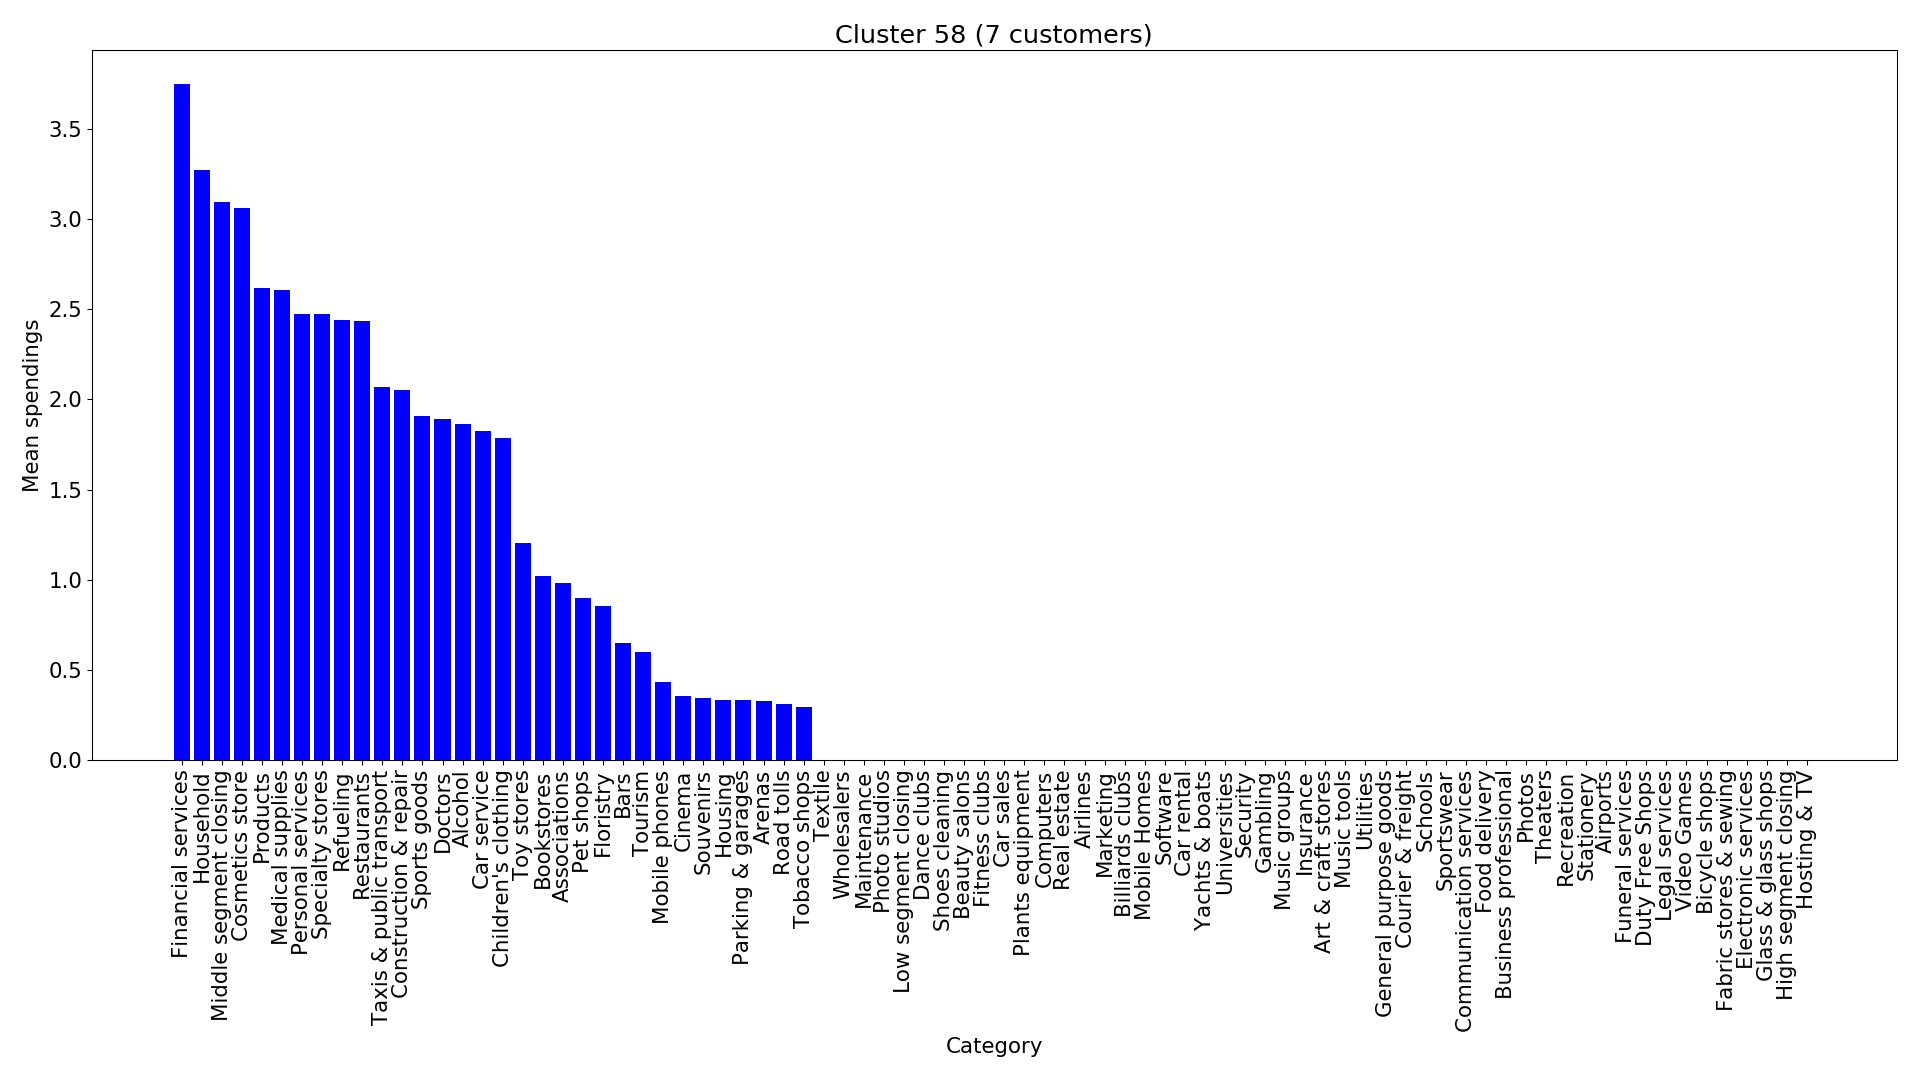 Cluster 58 (7 customers)
Mean spendings
3.5
3.0
2.5
2.0
1.5
1.0
0.5
0.0
Financial services
Household
Middle segment closing
Cosmetics store
Products
Medical supplies
Personal services
Specialty stores
Refueling
Restaurants
Taxis & public transport
Construction & repair
Sports goods
Doctors
Alcohol
Car service
Children's clothing
Toy stores
Bookstores
Associations
Pet shops
Floristry
Bars
Tourism
Mobile phones
Cinema
Souvenirs
Housing
Parking & garages
Arenas
Road tolls
Tobacco shops
Textile
Wholesalers
Maintenance
Photo studios
Low segment closing
Dance clubs
Shoes cleaning
Beauty salons
Fitness clubs
Car sales
Plants equipment
Computers
Real estate
Airlines
Marketing
Billiards clubs
Mobile Homes
Software
Car rental
Yachts & boats
Universities
Security
Gambling
Music groups
Insurance
Art & craft stores
Music tools
Utilities
General purpose goods
Courier & freight
Schools
Sportswear
Communication services
Food delivery
Business professional
Photos
Theaters
Recreation
Stationery
Airports
Funeral services
Duty Free Shops
Legal services
Video Games
Bicycle shops
Fabric stores & sewing
Electronic services
Glass & glass shops
High segment closing
Hosting & TV
Category